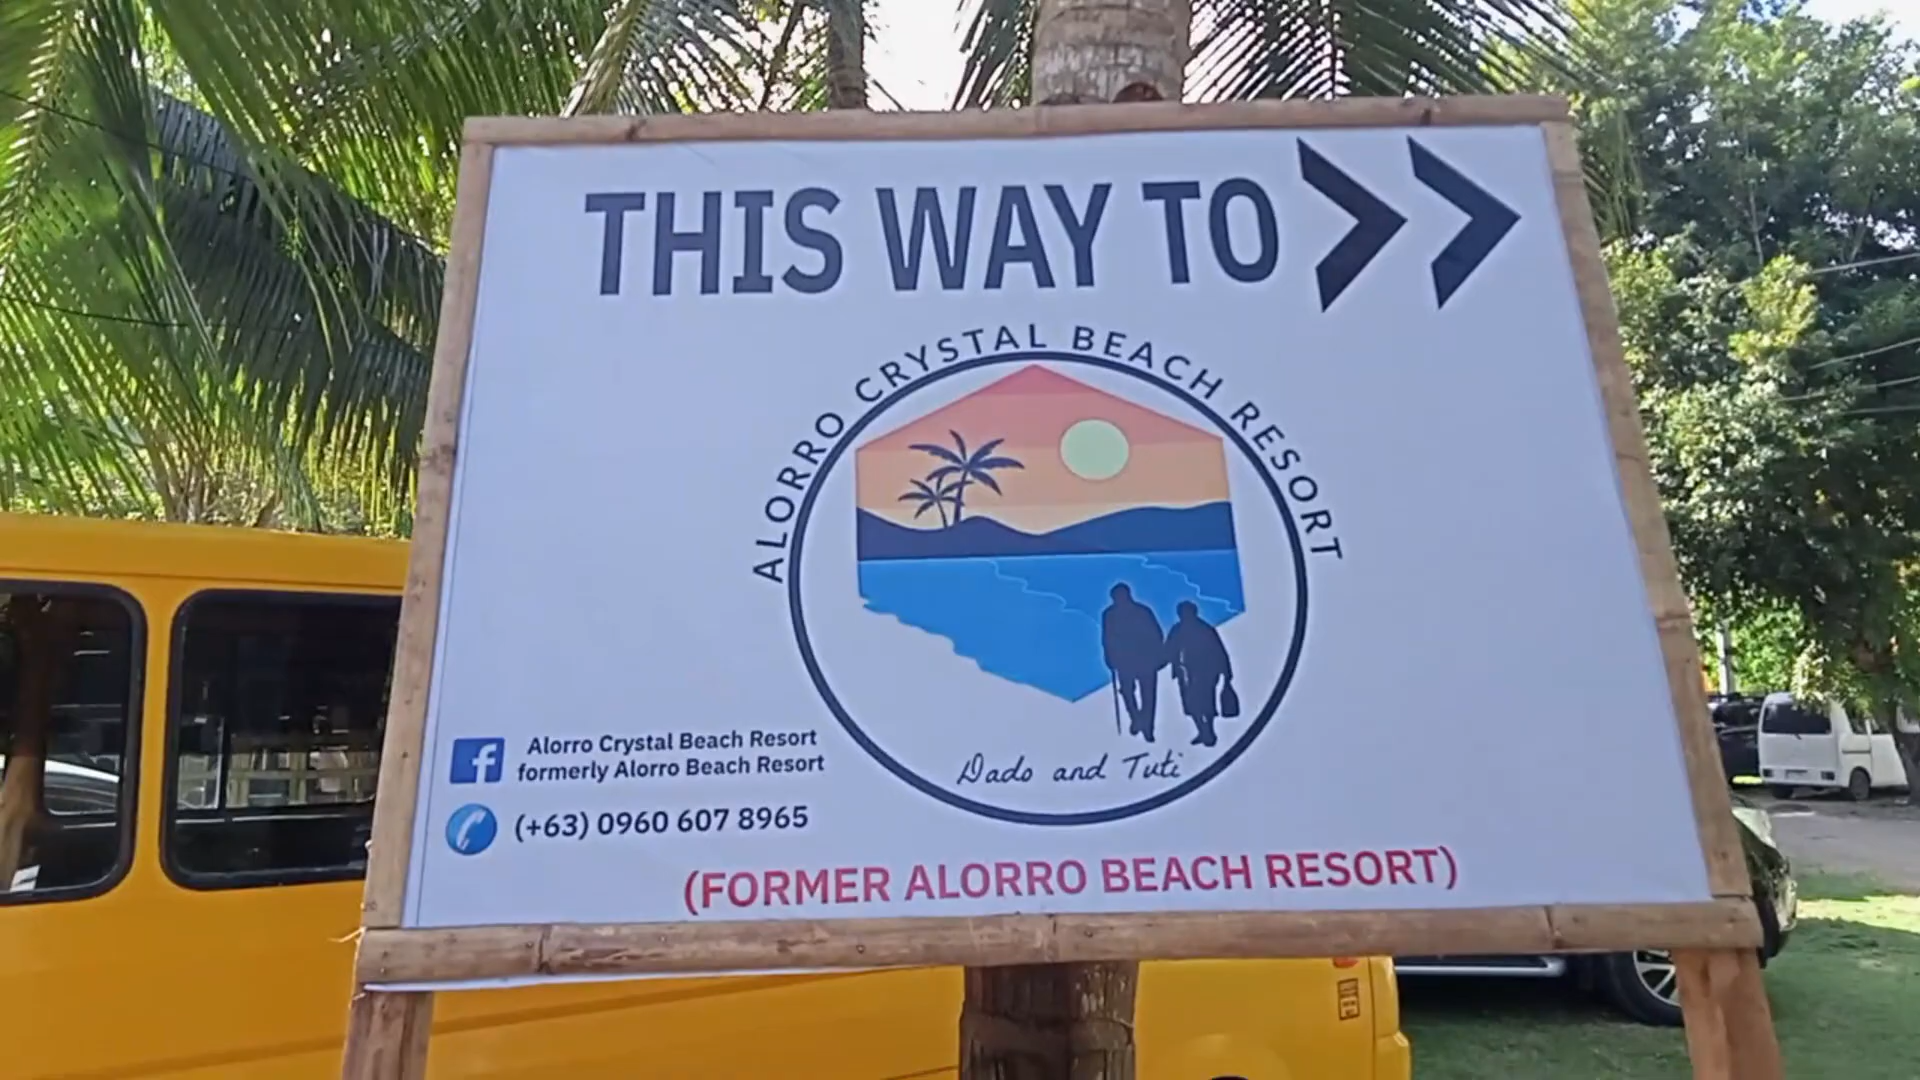 THIS WAY TO
ALORRO CRYSTAL BEACH RESORT
Dado and Tuti
Alorro Crystal Beach Resort
formerly Alorro Beach Resort
(+63) 0960 607 8965
(FORMER ALORRO BEACH RESORT)